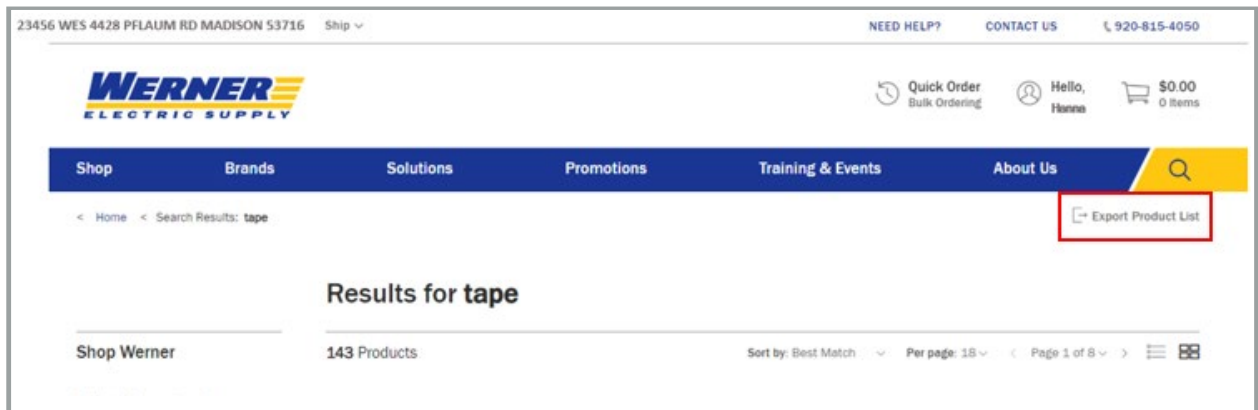 23456 WES 4428 PFLAUM RD MADISON 53716 Ship NEED HELP? CONTACT US 920-815-4050
WERNER
ELECTRIC SUPPLY
Quick Order
Bulk Ordering
Hello,
Hanna
$0.00
0 Items
Shop Brands Solutions Promotions Training & Events About Us
< Home < Search Results: tape
Export Product List
Results for tape
Shop Werner
143 Products Sort by: Best Match Per page: 18 < Page 1 of 8 >